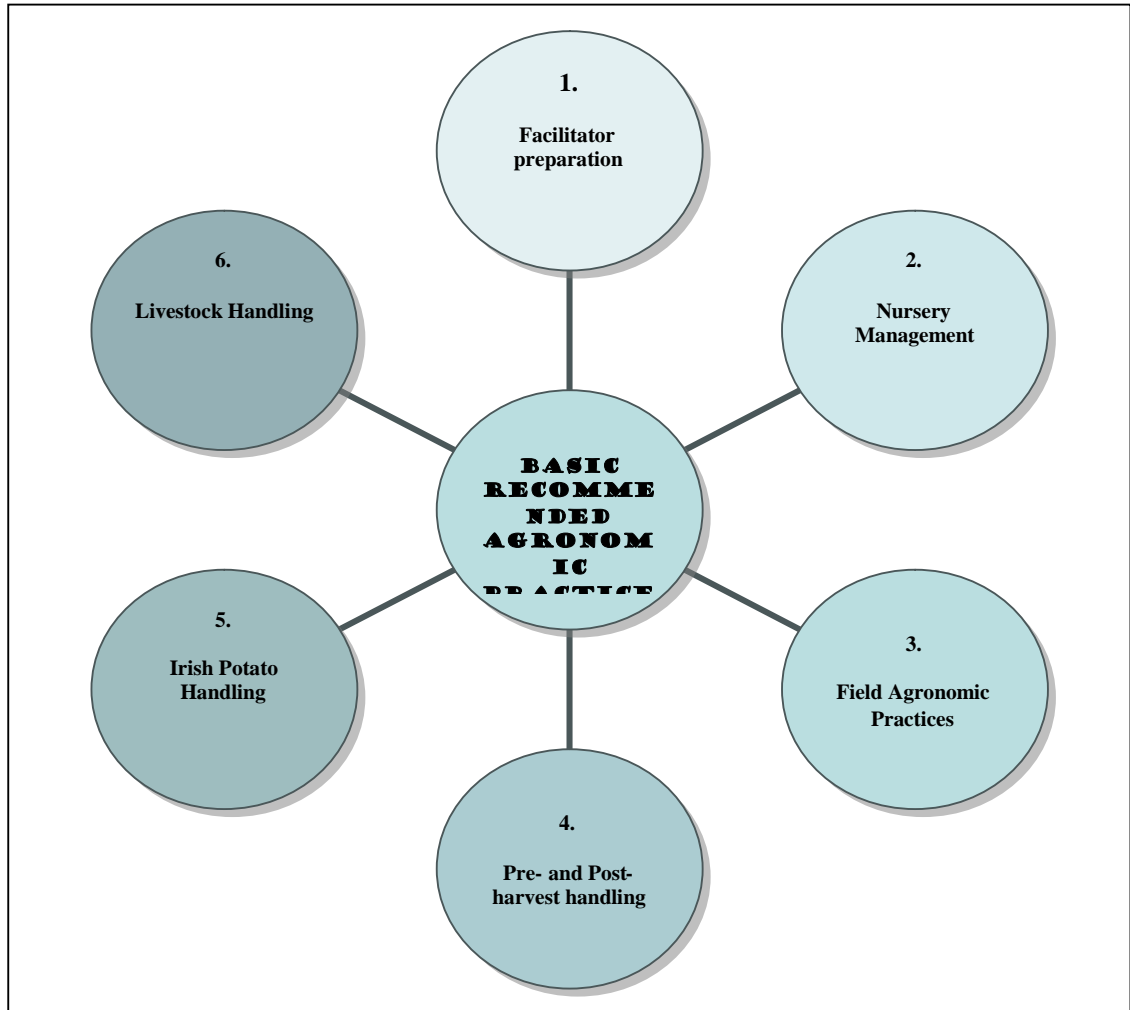 1.
Facilitator
preparation
2.
Nursery
Management
3.
Field Agronomic
Practices
4.
Pre- and Post-
harvest handling
5.
Irish Potato
Handling
6.
Livestock Handling
BASIC
RECOMME
NDED
AGRONOM
IC
PRACTICE